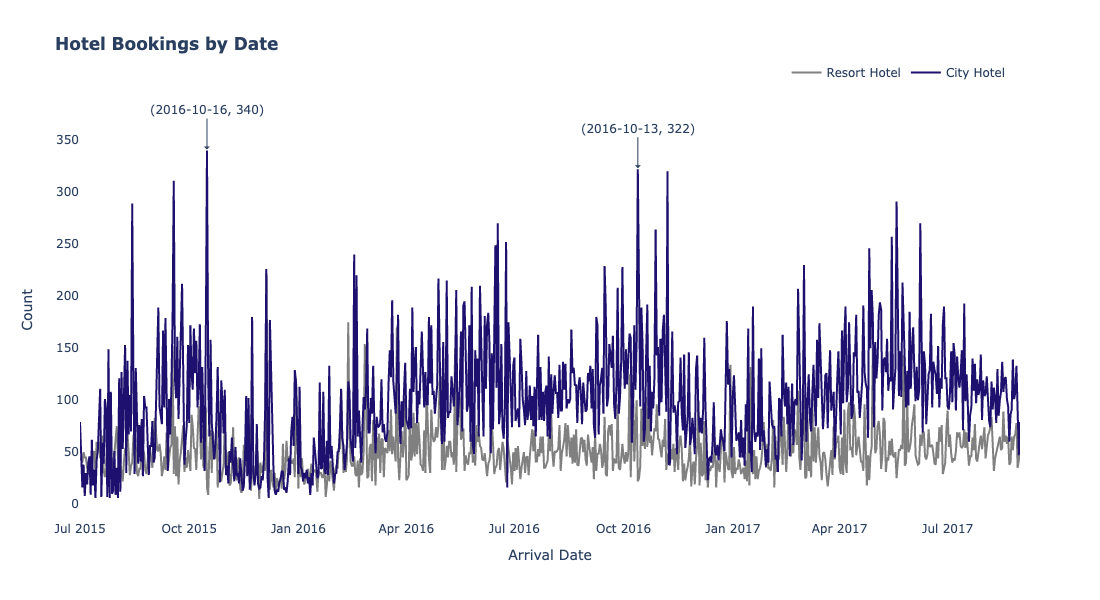 Hotel Bookings by Date
Resort Hotel
City Hotel
(2016-10-16, 340)
(2016-10-13, 322)
350
300
250
200
150
100
50
0
Count
Jul 2015
Oct 2015
Jan 2016
Apr 2016
Jul 2016
Oct 2016
Jan 2017
Apr 2017
Jul 2017
Arrival Date